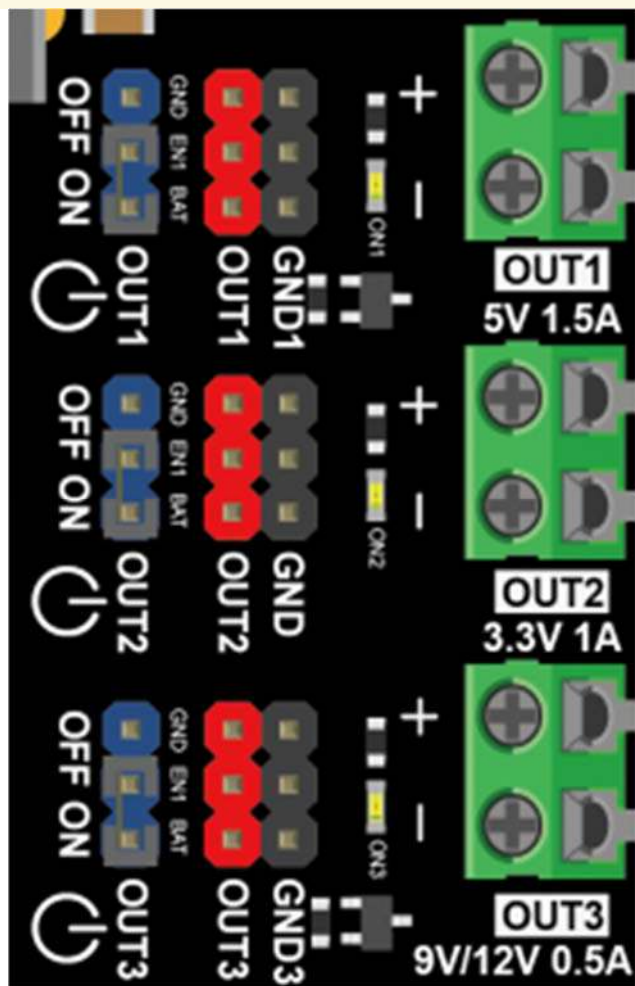 OFF ON
GND EN1 BAT
OUT1
OUT1
GND1
+
−
ON1
OUT1
5V 1.5A
OFF ON
GND EN1 BAT
OUT2
OUT2
GND
+
−
ON2
OUT2
3.3V 1A
OFF ON
GND EN1 BAT
OUT3
OUT3
GND3
+
−
ON3
OUT3
9V/12V 0.5A